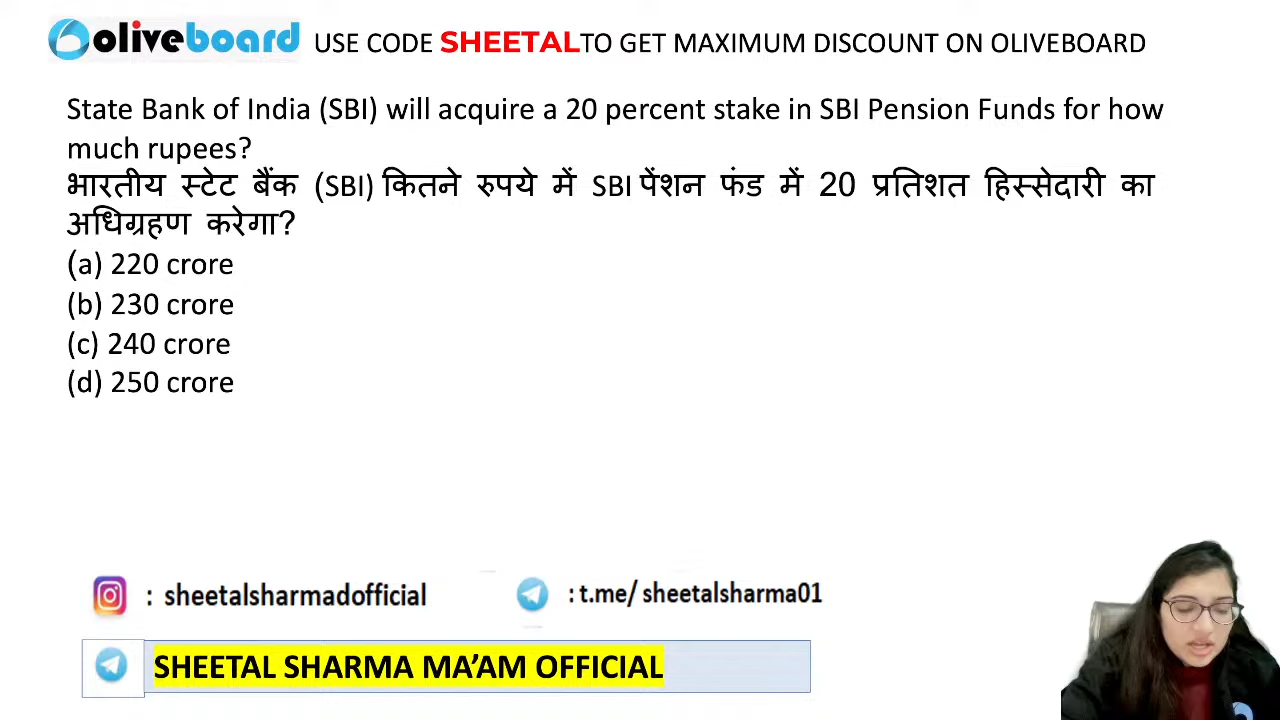 oliveboard USE CODE SHEETAL TO GET MAXIMUM DISCOUNT ON OLIVEBOARD
State Bank of India (SBI) will acquire a 20 percent stake in SBI Pension Funds for how
much rupees?
भारतीय स्टेट बैंक (SBI) कितने रुपये में SBI पेंशन फंड में 20 प्रतिशत हिस्सेदारी का
अधिग्रहण करेगा?
(a) 220 crore
(b) 230 crore
(c) 240 crore
(d) 250 crore
: sheetalsharmadofficial : t.me/ sheetalsharma01
SHEETAL SHARMA MA’AM OFFICIAL